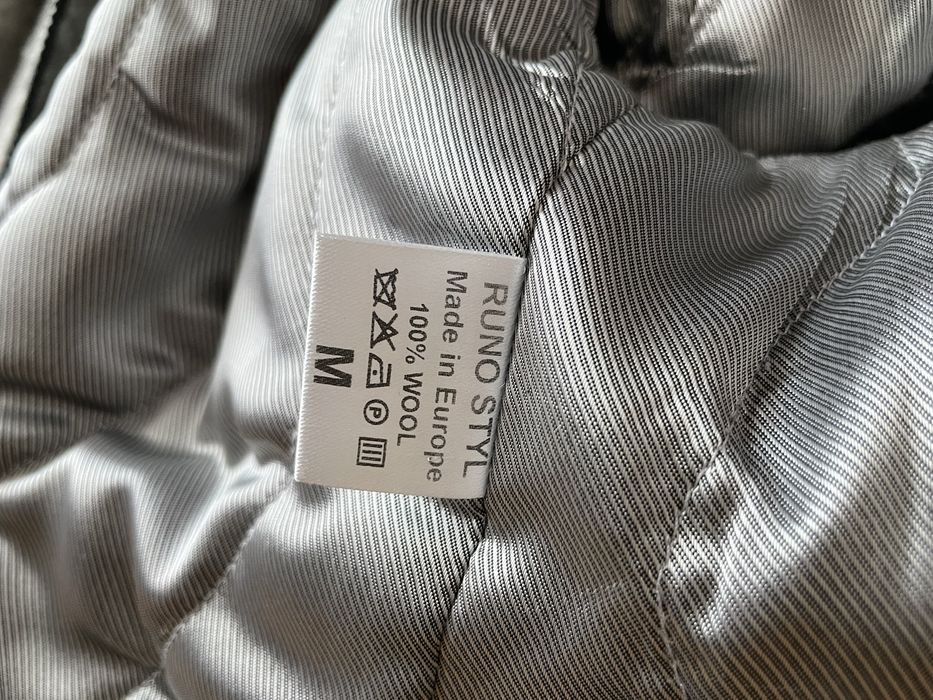 RUNO STYL
Made in Europe
100% WOOL
P
M